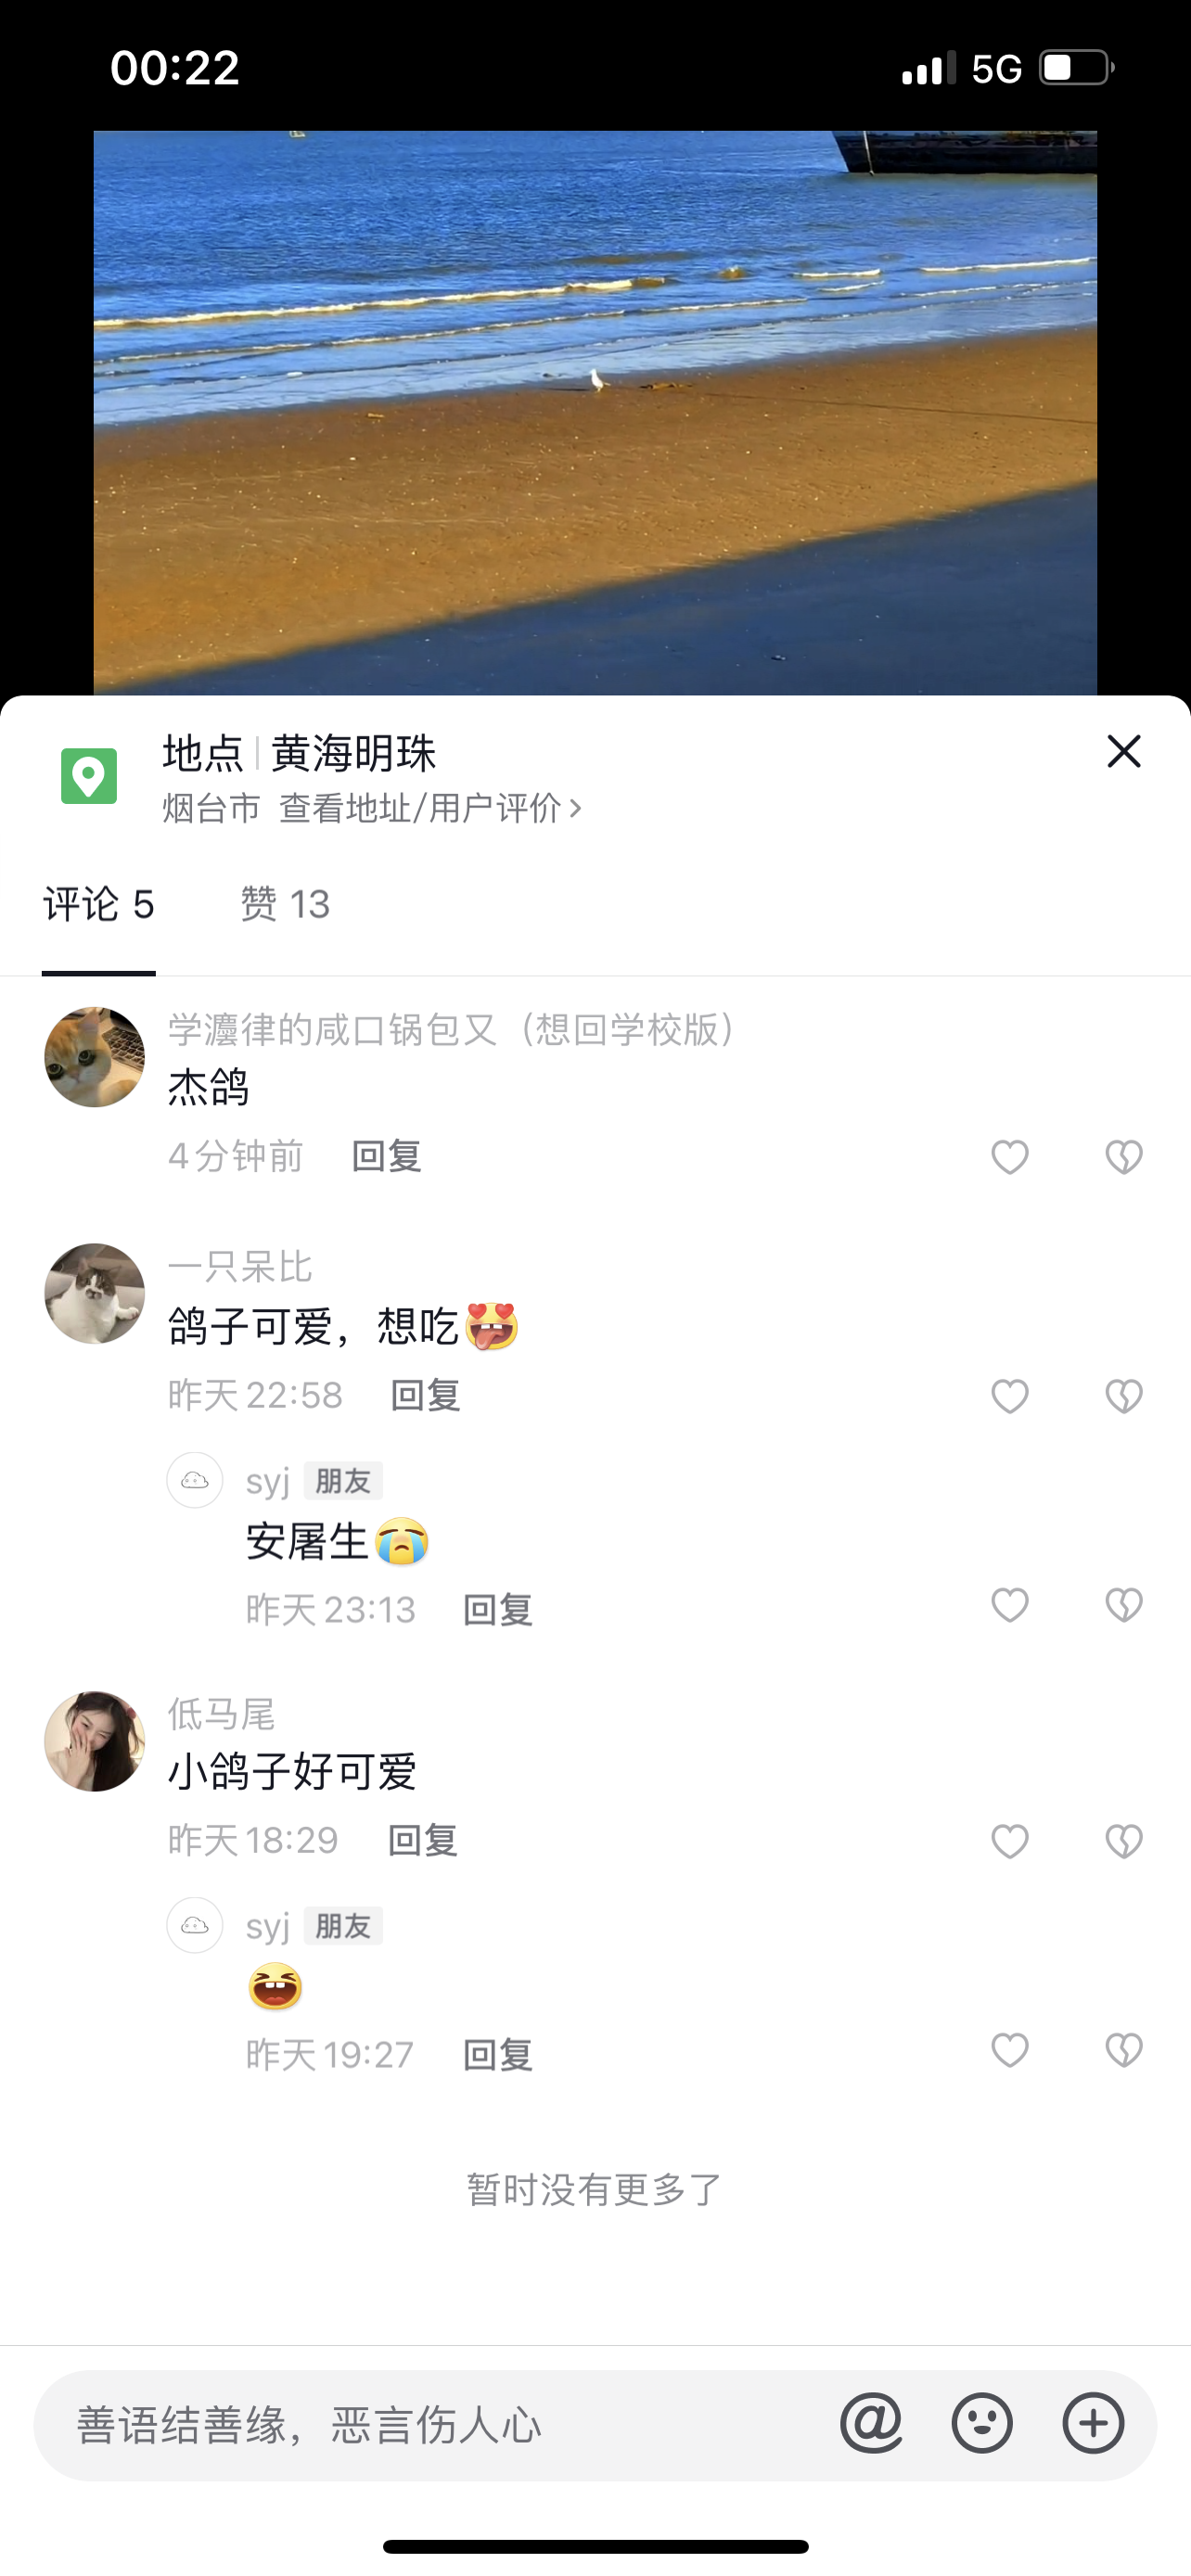 00:22
5G
地点 | 黄海明珠
烟台市 查看地址/用户评价 >
评论 5
赞 13
学灋律的咸口锅包又（想回学校版）
杰鸽
4分钟前 回复
一只呆比
鸽子可爱，想吃😍
昨天 22:58 回复
syj 朋友
安屠生😭
昨天 23:13 回复
低马尾
小鸽子好可爱
昨天 18:29 回复
syj 朋友
😆
昨天 19:27 回复
暂时没有更多了
善语结善缘，恶言伤人心